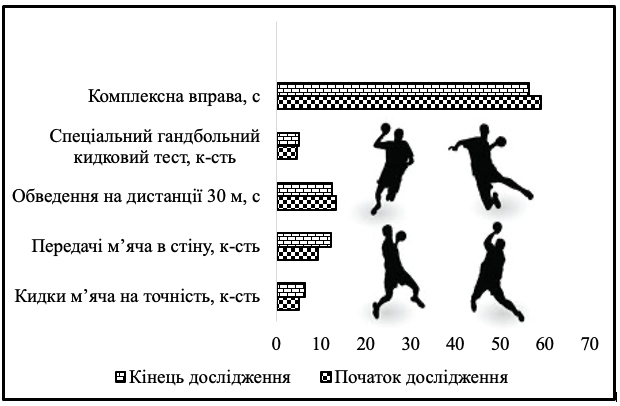 Комплексна вправа, с
Спеціальний гандбольний
кидковий тест, к-сть
Обведення на дистанції 30 м, с
Передачі м’яча в стіну, к-сть
Кидки м’яча на точність, к-сть
0 10 20 30 40 50 60 70
Кінець дослідження Початок дослідження